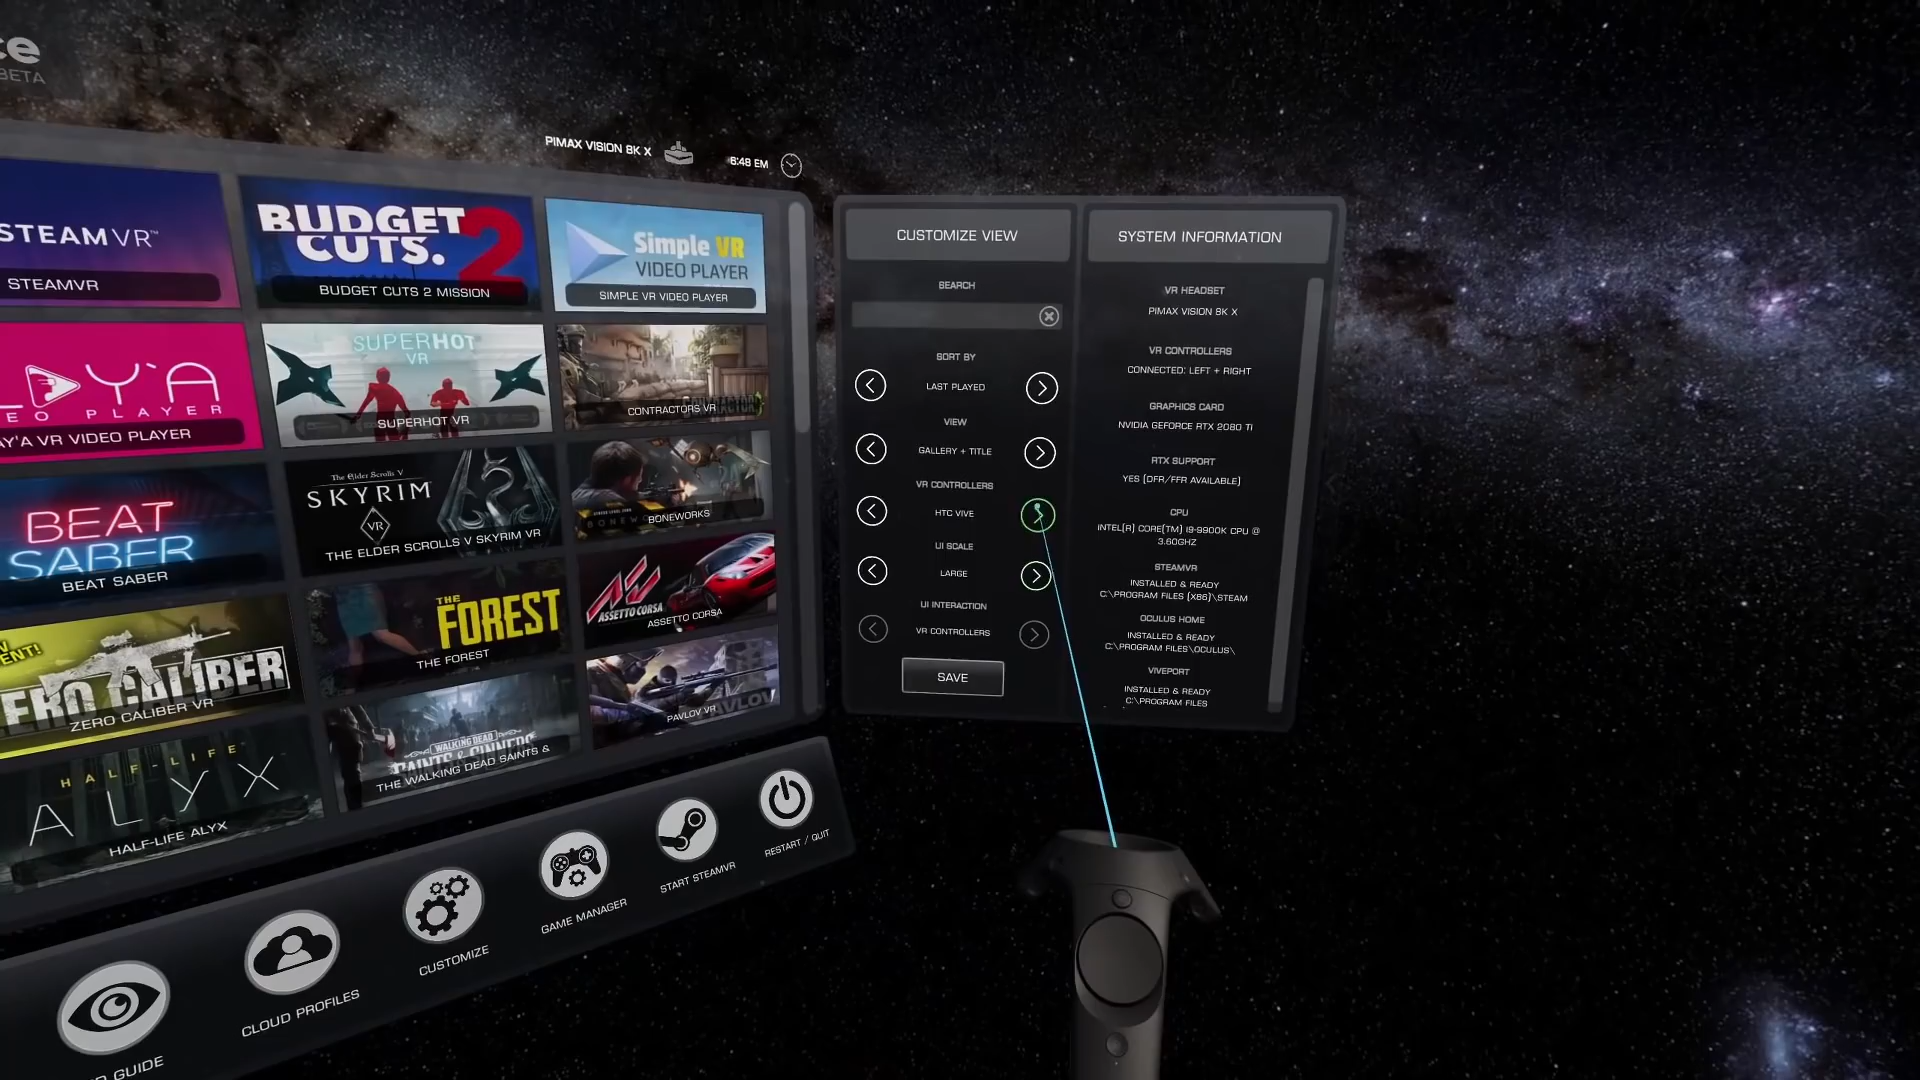 BETA
PIMAX VISION 8K X
STEAMVR™
STEAMVR
BUDGET
CUTS. 2
BUDGET CUTS 2 MISSION
Simple VR
VIDEO PLAYER
SIMPLE VR VIDEO PLAYER
PLAYER
VR VIDEO PLAYER
SUPERHOT
VR
SUPERHOT VR
CONTRACTORS VR
BEAT
SABER
BEAT SABER
The Elder Scrolls V
SKYRIM
VR
THE ELDER SCROLLS V SKYRIM VR
BONEWORKS
CALIBER
ZERO CALIBER VR
THE
FOREST
THE FOREST
ASSETTO CORSA
ASSETTO CORSA
HALF-LIFE
ALYX
HALF-LIFE ALYX
WALKING DEAD
SAINTS & SINNERS
THE WALKING DEAD SAINTS &
PAVLOV VR
GUIDE
CLOUD PROFILES
CUSTOMIZE
GAME MANAGER
START STEAMVR
RESTART / QUIT
CUSTOMIZE VIEW
SEARCH
SORT BY
LAST PLAYED
VIEW
GALLERY + TITLE
VR CONTROLLERS
HTC VIVE
UI SCALE
LARGE
UI INTERACTION
VR CONTROLLERS
SAVE
SYSTEM INFORMATION
VR HEADSET
PIMAX VISION 8K X
VR CONTROLLERS
CONNECTED: LEFT + RIGHT
GRAPHICS CARD
NVIDIA GEFORCE RTX 2080 TI
RTX SUPPORT
YES (DFR/FFR AVAILABLE)
CPU
INTEL(R) CORE(TM) I9-9900K CPU @
3.60GHZ
STEAMVR
INSTALLED & READY
C:\PROGRAM FILES (X86)\STEAM
OCULUS HOME
INSTALLED & READY
C:\PROGRAM FILES\OCULUS\
VIVEPORT
INSTALLED & READY
C:\PROGRAM FILES